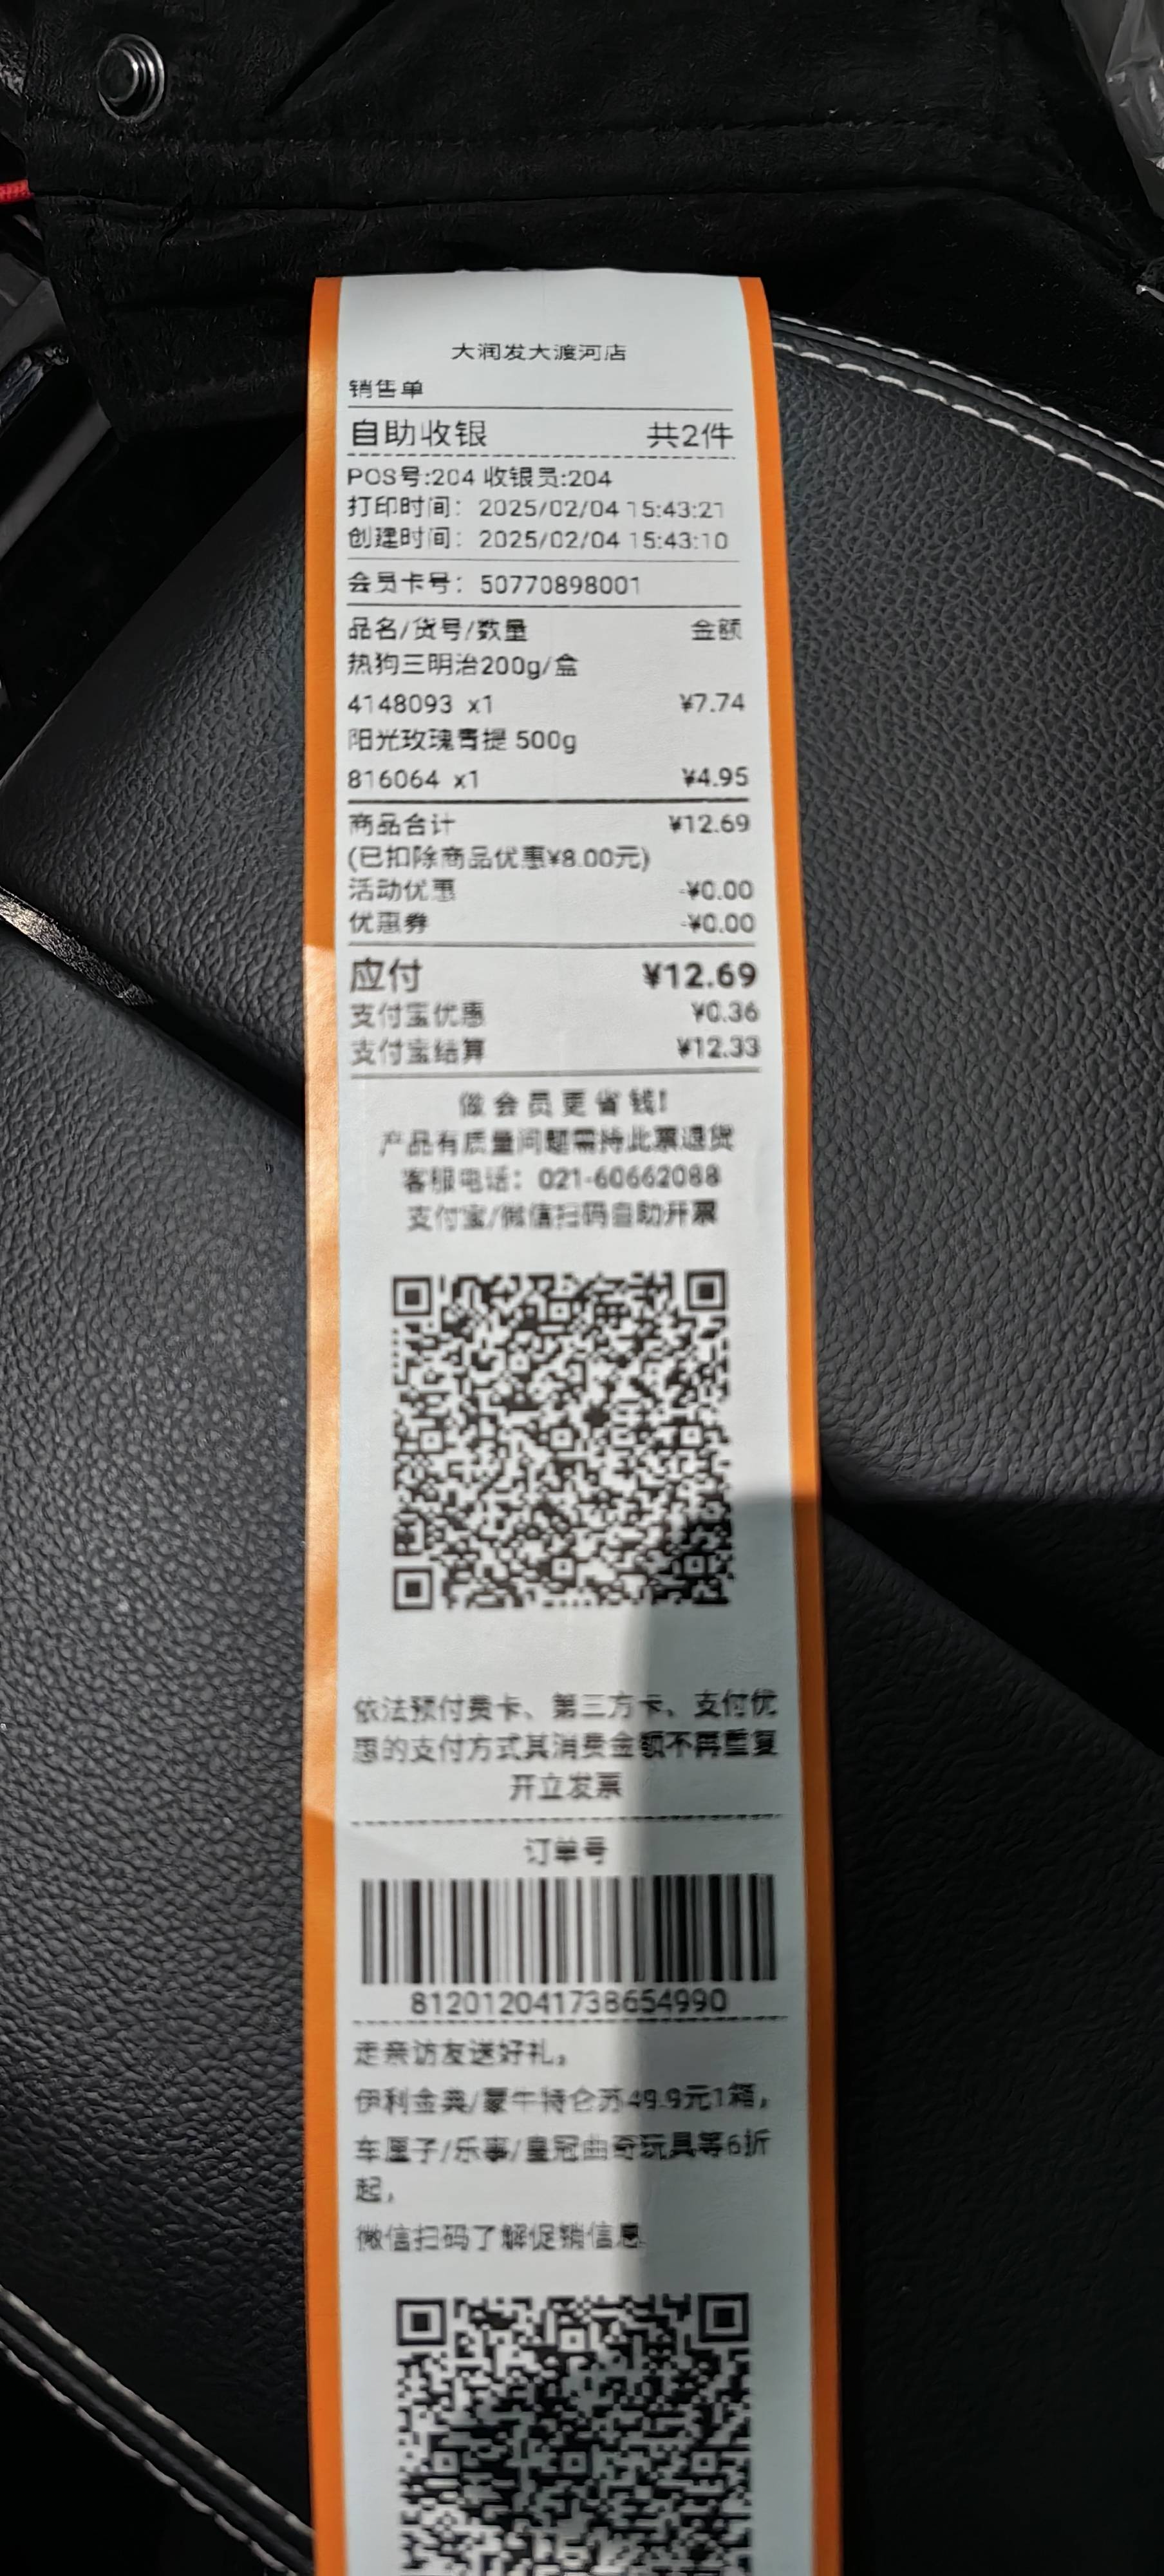 大润发大渡河店
销售单
自助收银 共2件
POS号:204 收银员:204
打印时间: 2025/02/04 15:43:21
创建时间: 2025/02/04 15:43:10
会员卡号: 50770898001
品名/货号/数量 金额
热狗三明治200g/盒
4148093 x1 ¥7.74
阳光玫瑰青提 500g
816064 x1 ¥4.95
商品合计 ¥12.69
(已扣除商品优惠¥8.00元)
活动优惠 -¥0.00
优惠券 -¥0.00
应付 ¥12.69
支付宝优惠 ¥0.36
支付宝结算 ¥12.33
做会员更省钱!
产品有质量问题需持此票退货
客服电话: 021-60662088
支付宝/微信扫码自助开票
依法预付费卡、第三方卡、支付优
惠的支付方式其消费金额不再重复
开立发票
订单号
812012041738654990
走亲访友送好礼,
伊利金典/蒙牛特仑苏49.9元1箱,
车厘子/乐事/皇冠曲奇玩具等6折
起,
微信扫码了解促销信息